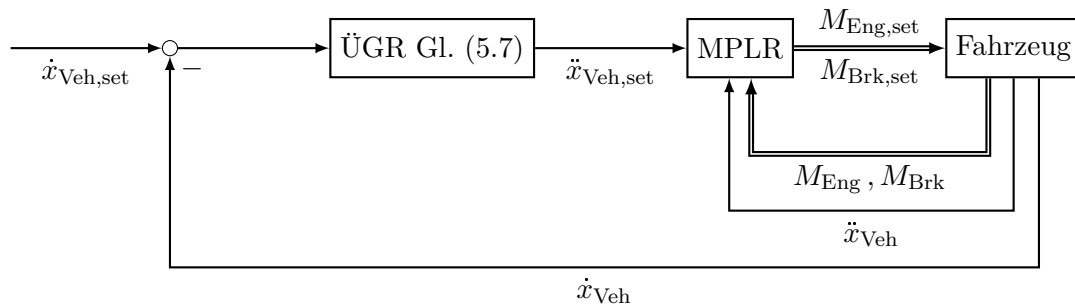 ẋ_Veh,set
−
ÜGR Gl. (5.7)
ẍ_Veh,set
MPLR
M_Eng,set
M_Brk,set
Fahrzeug
M_Eng , M_Brk
ẍ_Veh
ẋ_Veh